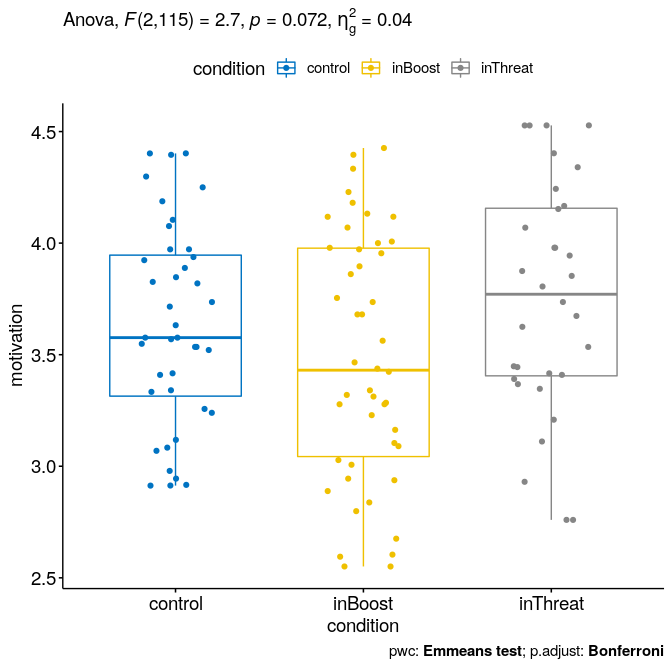 Anova, F(2,115) = 2.7, p = 0.072, η²g = 0.04
condition control inBoost inThreat
4.5
4.0
3.5
3.0
2.5
motivation
control inBoost inThreat
condition
pwc: Emmeans test; p.adjust: Bonferroni